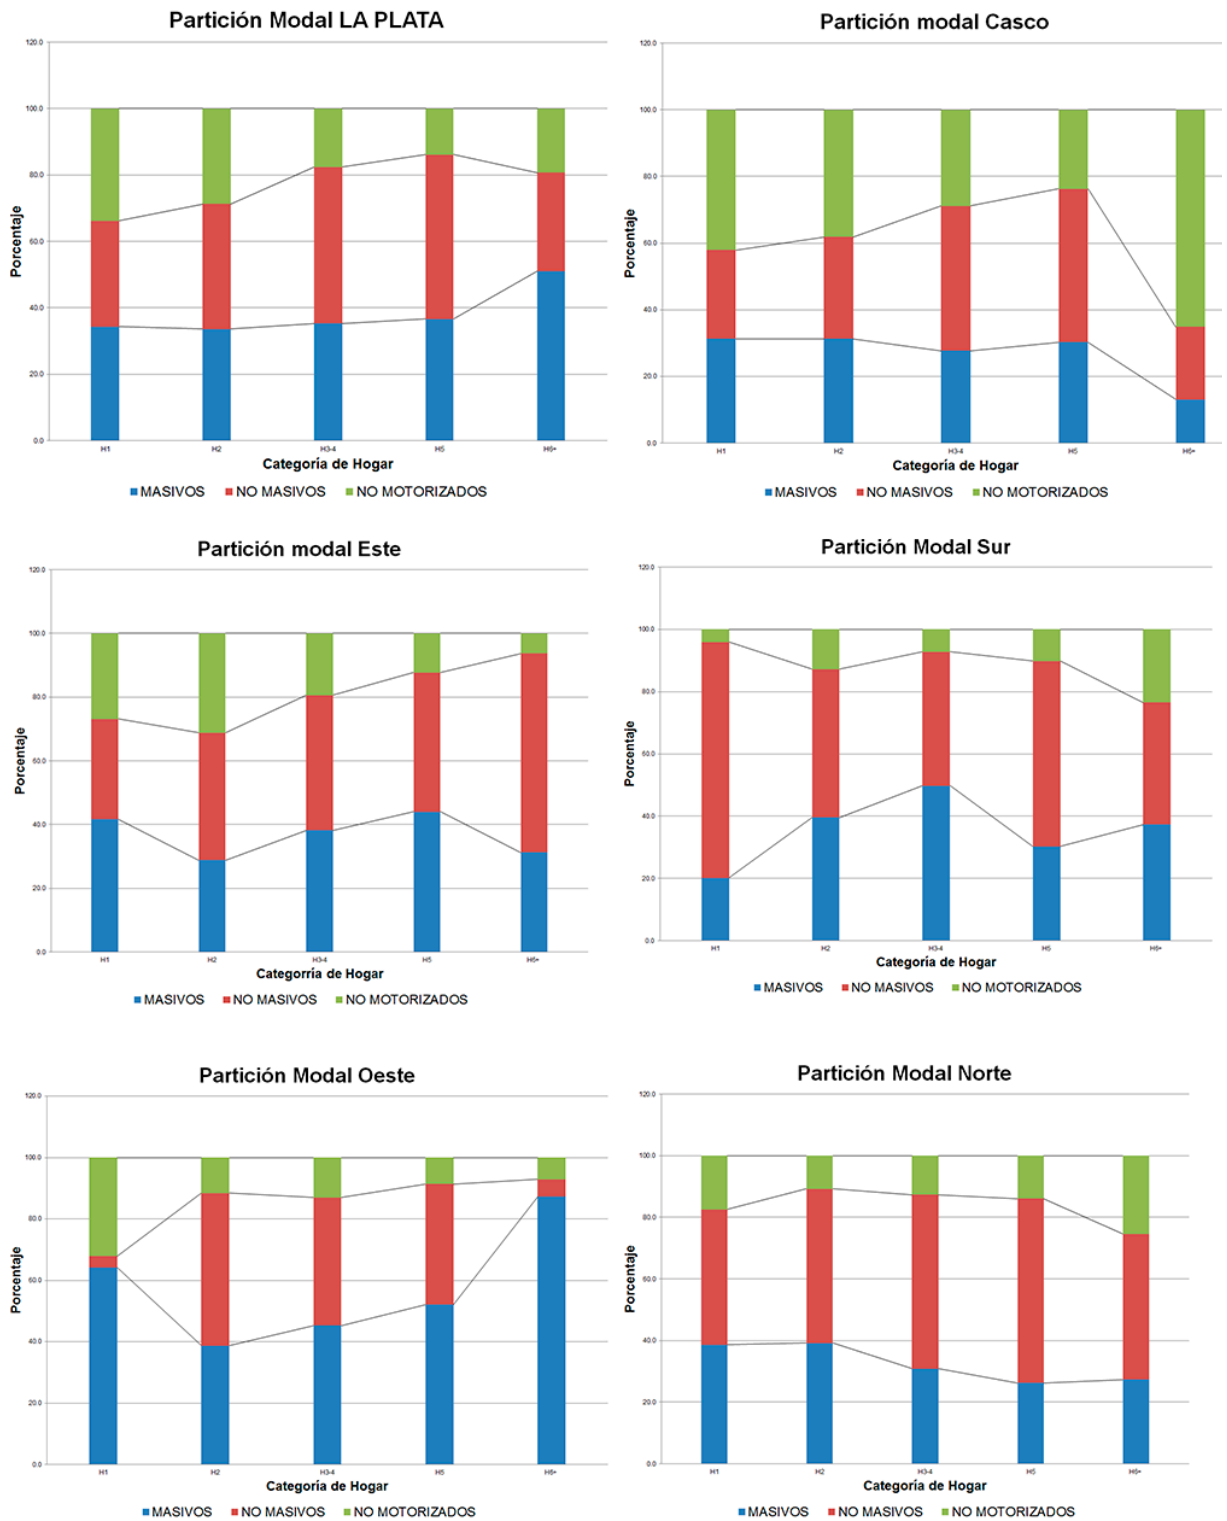 Partición Modal LA PLATA
120.0
100.0
80.0
60.0
40.0
20.0
0.0
Porcentaje
H1 H2 H3-4 H5 H6+
Categoría de Hogar
MASIVOS NO MASIVOS NO MOTORIZADOS
Partición modal Casco
120.0
100.0
80.0
60.0
40.0
20.0
0.0
Porcentaje
H1 H2 H3-4 H5 H6+
Categoría de Hogar
MASIVOS NO MASIVOS NO MOTORIZADOS
Partición modal Este
120.0
100.0
80.0
60.0
40.0
20.0
0.0
Porcentaje
H1 H2 H3-4 H5 H6+
Categorría de Hogar
MASIVOS NO MASIVOS NO MOTORIZADOS
Partición Modal Sur
120.0
100.0
80.0
60.0
40.0
20.0
0.0
Porcentaje
H1 H2 H3-4 H5 H6+
Categoría de Hogar
MASIVOS NO MASIVOS NO MOTORIZADOS
Partición Modal Oeste
120.0
100.0
80.0
60.0
40.0
20.0
0.0
Porcentaje
H1 H2 H3-4 H5 H6+
Categoría de Hogar
MASIVOS NO MASIVOS NO MOTORIZADOS
Partición Modal Norte
120.0
100.0
80.0
60.0
40.0
20.0
0.0
Porcentaje
H1 H2 H3-4 H5 H6+
Categoría de Hogar
MASIVOS NO MASIVOS NO MOTORIZADOS